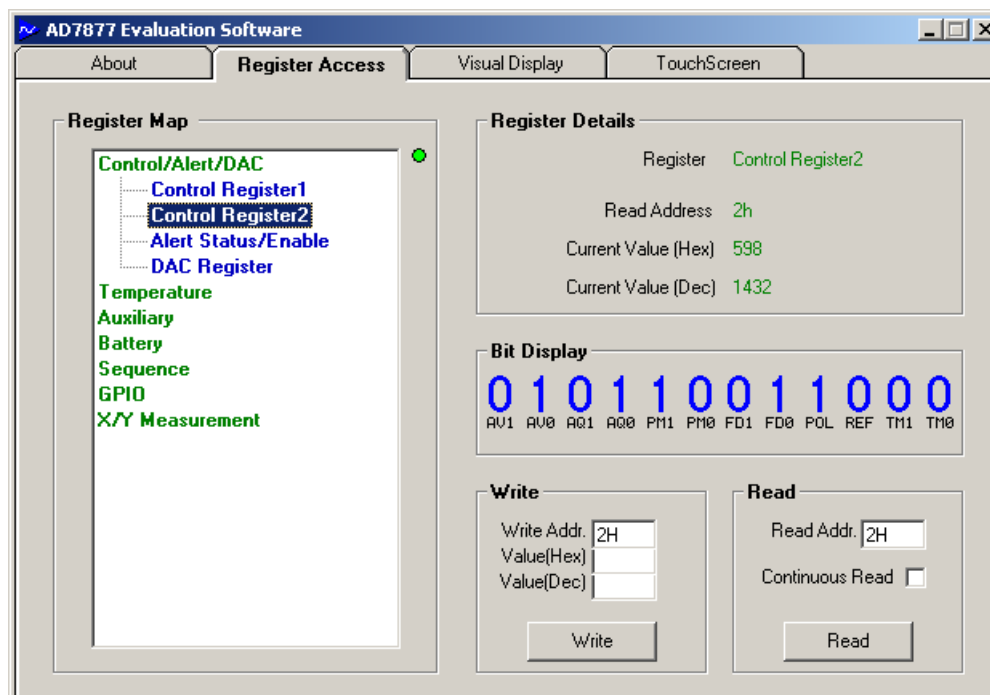 AD7877 Evaluation Software
About
Register Access
Visual Display
TouchScreen
Register Map
Control/Alert/DAC
Control Register1
Control Register2
Alert Status/Enable
DAC Register
Temperature
Auxiliary
Battery
Sequence
GPIO
X/Y Measurement
Register Details
Register Control Register2
Read Address 2h
Current Value (Hex) 598
Current Value (Dec) 1432
Bit Display
0 1 0 1 1 0 0 1 1 0 0 0
AV1 AV0 AQ1 AQ0 PM1 PM0 FD1 FD0 POL REF TM1 TM0
Write
Write Addr. 2H
Value(Hex)
Value(Dec)
Write
Read
Read Addr. 2H
Continuous Read
Read